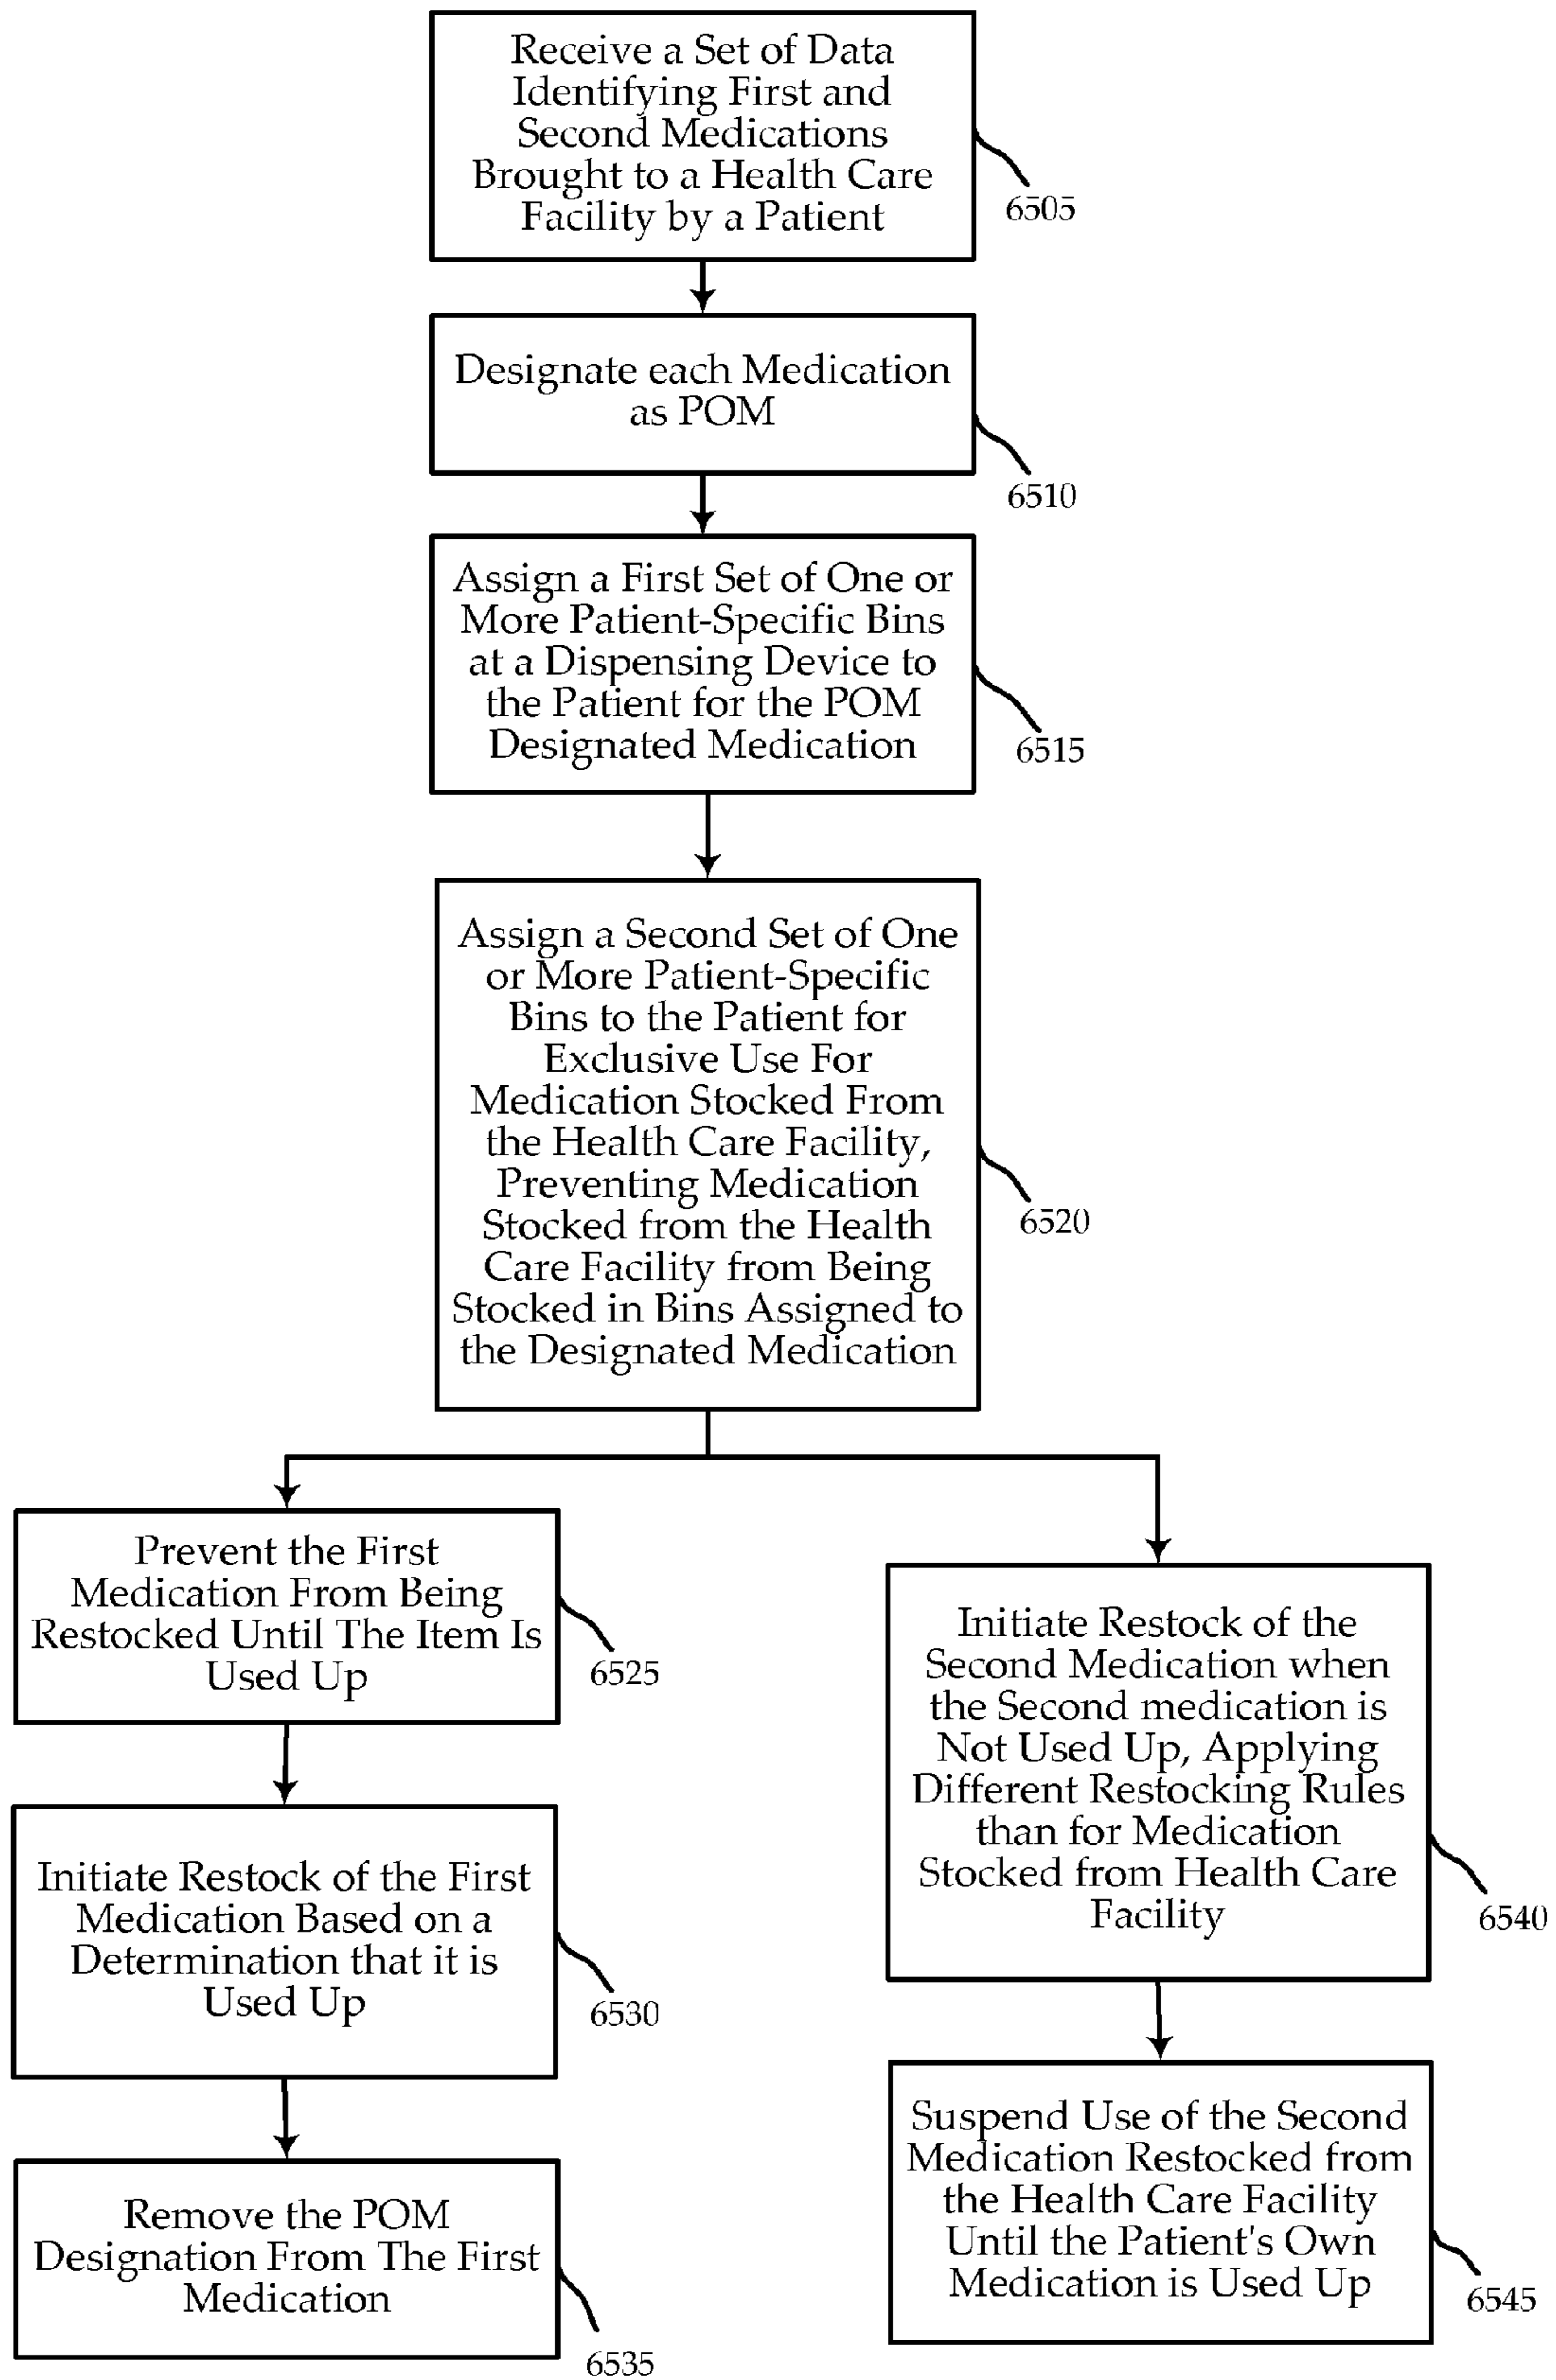 Receive a Set of Data
Identifying First and
Second Medications
Brought to a Health Care
Facility by a Patient
6505
Designate each Medication
as POM
6510
Assign a First Set of One or
More Patient-Specific Bins
at a Dispensing Device to
the Patient for the POM
Designated Medication
6515
Assign a Second Set of One
or More Patient-Specific
Bins to the Patient for
Exclusive Use For
Medication Stocked From
the Health Care Facility,
Preventing Medication
Stocked from the Health
Care Facility from Being
Stocked in Bins Assigned to
the Designated Medication
6520
Prevent the First
Medication From Being
Restocked Until The Item Is
Used Up
6525
Initiate Restock of the First
Medication Based on a
Determination that it is
Used Up
6530
Remove the POM
Designation From The First
Medication
6535
Initiate Restock of the
Second Medication when
the Second medication is
Not Used Up, Applying
Different Restocking Rules
than for Medication
Stocked from Health Care
Facility
6540
Suspend Use of the Second
Medication Restocked from
the Health Care Facility
Until the Patient's Own
Medication is Used Up
6545